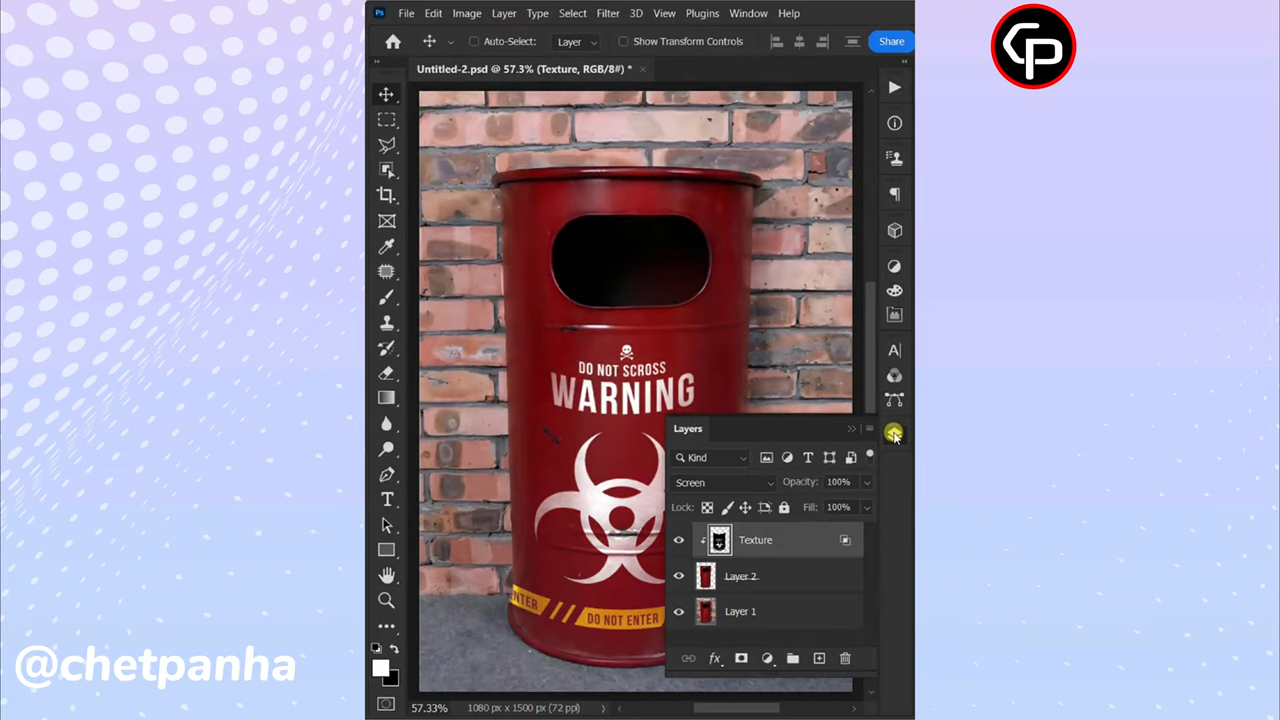 Ps File Edit Image Layer Type Select Filter 3D View Plugins Window Help
Auto-Select: Layer Show Transform Controls Share
Untitled-2.psd @ 57.3% (Texture, RGB/8#) *
DO NOT SCROSS
WARNING
ENTER
DO NOT ENTER
Layers
Kind
Screen Opacity: 100%
Lock: Fill: 100%
Texture
Layer 2
Layer 1
fx
57.33% 1080 px x 1500 px (72 ppi)
@chetpanha
CP